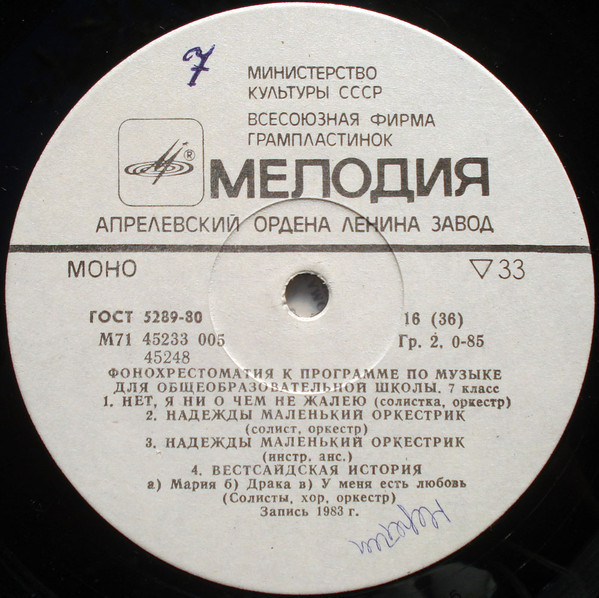 7
МИНИСТЕРСТВО
КУЛЬТУРЫ СССР
ВСЕСОЮЗНАЯ ФИРМА
ГРАМПЛАСТИНОК
®
МЕЛОДИЯ
АПРЕЛЕВСКИЙ ОРДЕНА ЛЕНИНА ЗАВОД
МОНО ▽33
ГОСТ 5289-80 16 (36)
М71 45233 005 Гр. 2. 0-85
45248
ФОНОХРЕСТОМАТИЯ К ПРОГРАММЕ ПО МУЗЫКЕ
ДЛЯ ОБЩЕОБРАЗОВАТЕЛЬНОЙ ШКОЛЫ. 7 класс
1. НЕТ, Я НИ О ЧЕМ НЕ ЖАЛЕЮ (солистка, оркестр)
2. НАДЕЖДЫ МАЛЕНЬКИЙ ОРКЕСТРИК
(солист, оркестр)
3. НАДЕЖДЫ МАЛЕНЬКИЙ ОРКЕСТРИК
(инстр. анс.)
4. ВЕСТСАЙДСКАЯ ИСТОРИЯ
а) Мария б) Драка в) У меня есть любовь
(Солисты, хор, оркестр)
Запись 1983 г.